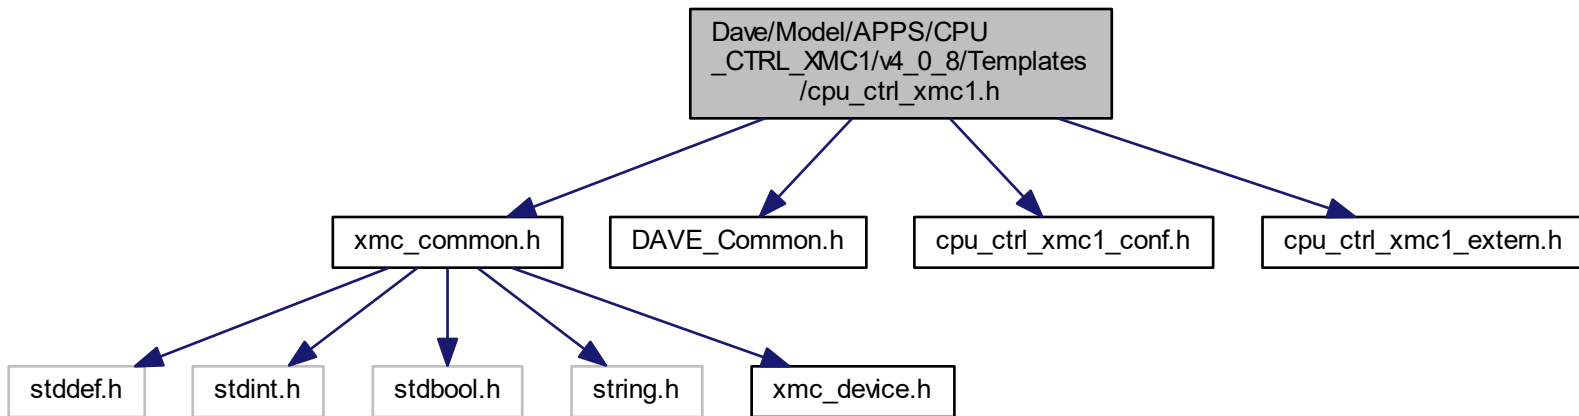 Dave/Model/APPS/CPU
_CTRL_XMC1/v4_0_8/Templates
/cpu_ctrl_xmc1.h
xmc_common.h
DAVE_Common.h
cpu_ctrl_xmc1_conf.h
cpu_ctrl_xmc1_extern.h
stddef.h
stdint.h
stdbool.h
string.h
xmc_device.h